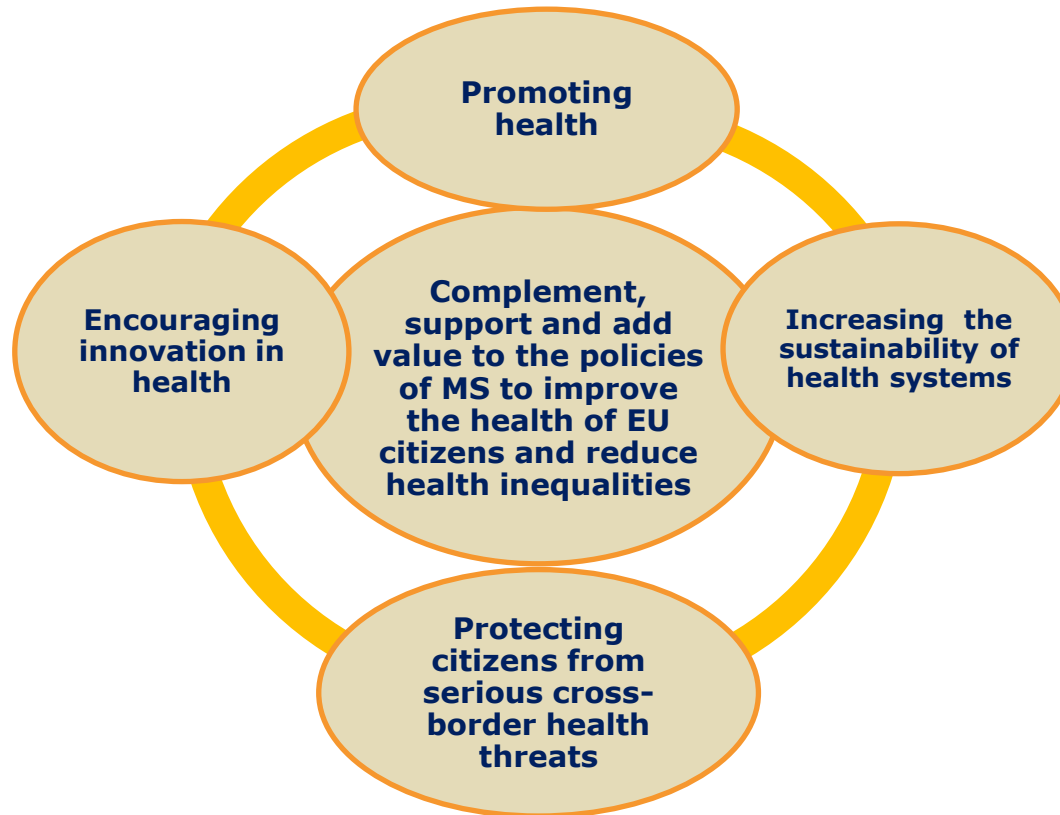 Promoting
health
Encouraging
innovation in
health
Complement,
support and add
value to the policies
of MS to improve
the health of EU
citizens and reduce
health inequalities
Increasing the
sustainability of
health systems
Protecting
citizens from
serious cross-
border health
threats